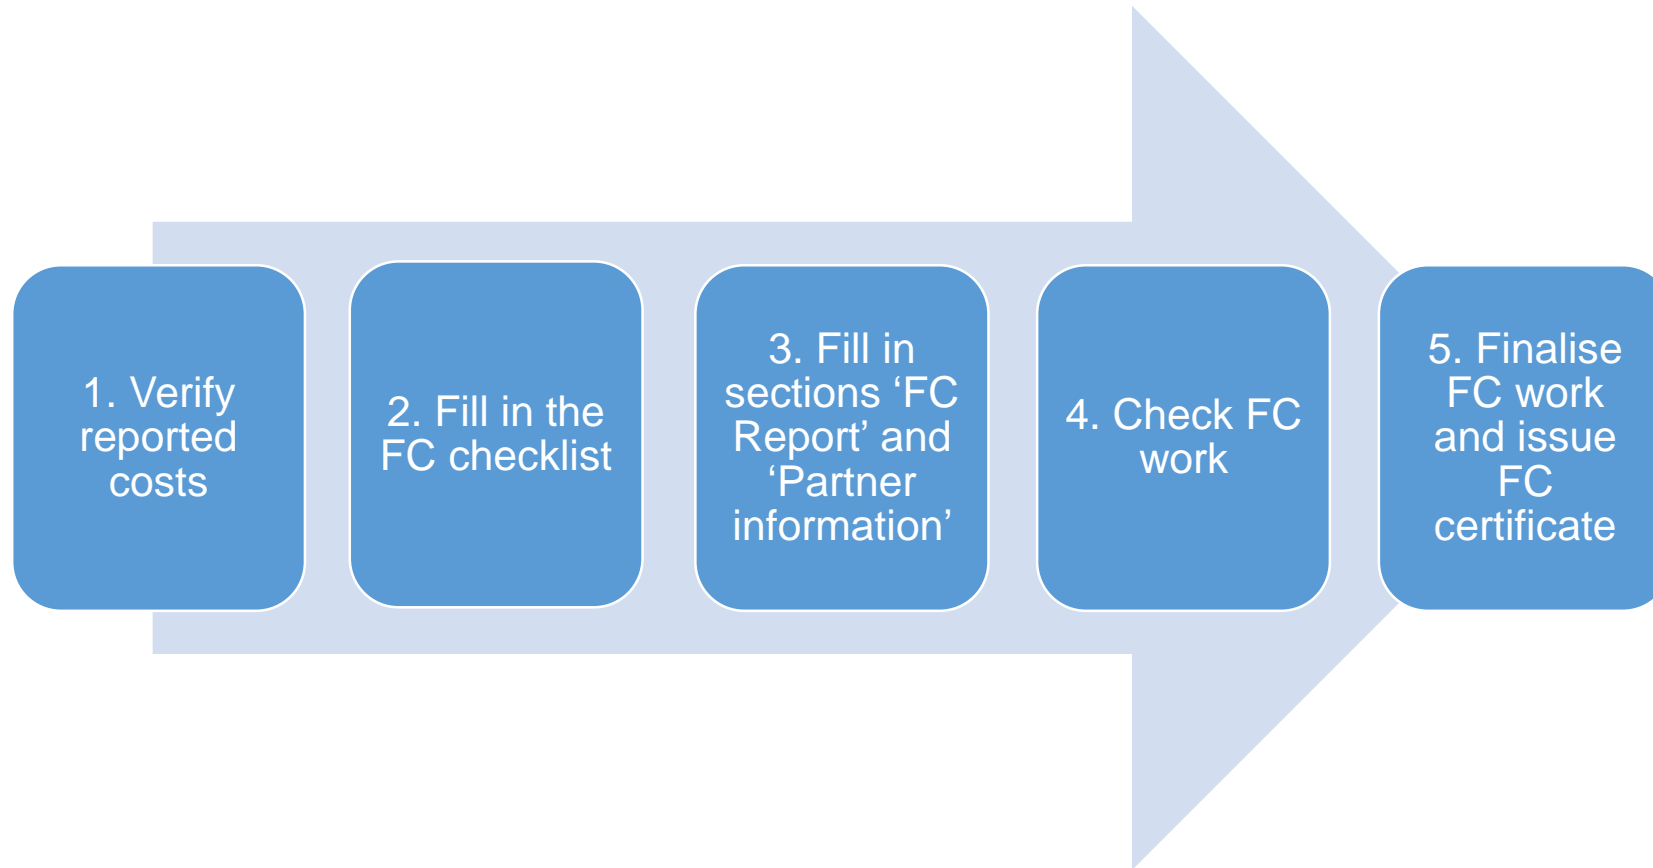 1. Verify
reported
costs
2. Fill in the
FC checklist
3. Fill in
sections ‘FC
Report’ and
‘Partner
information’
4. Check FC
work
5. Finalise
FC work
and issue
FC
certificate